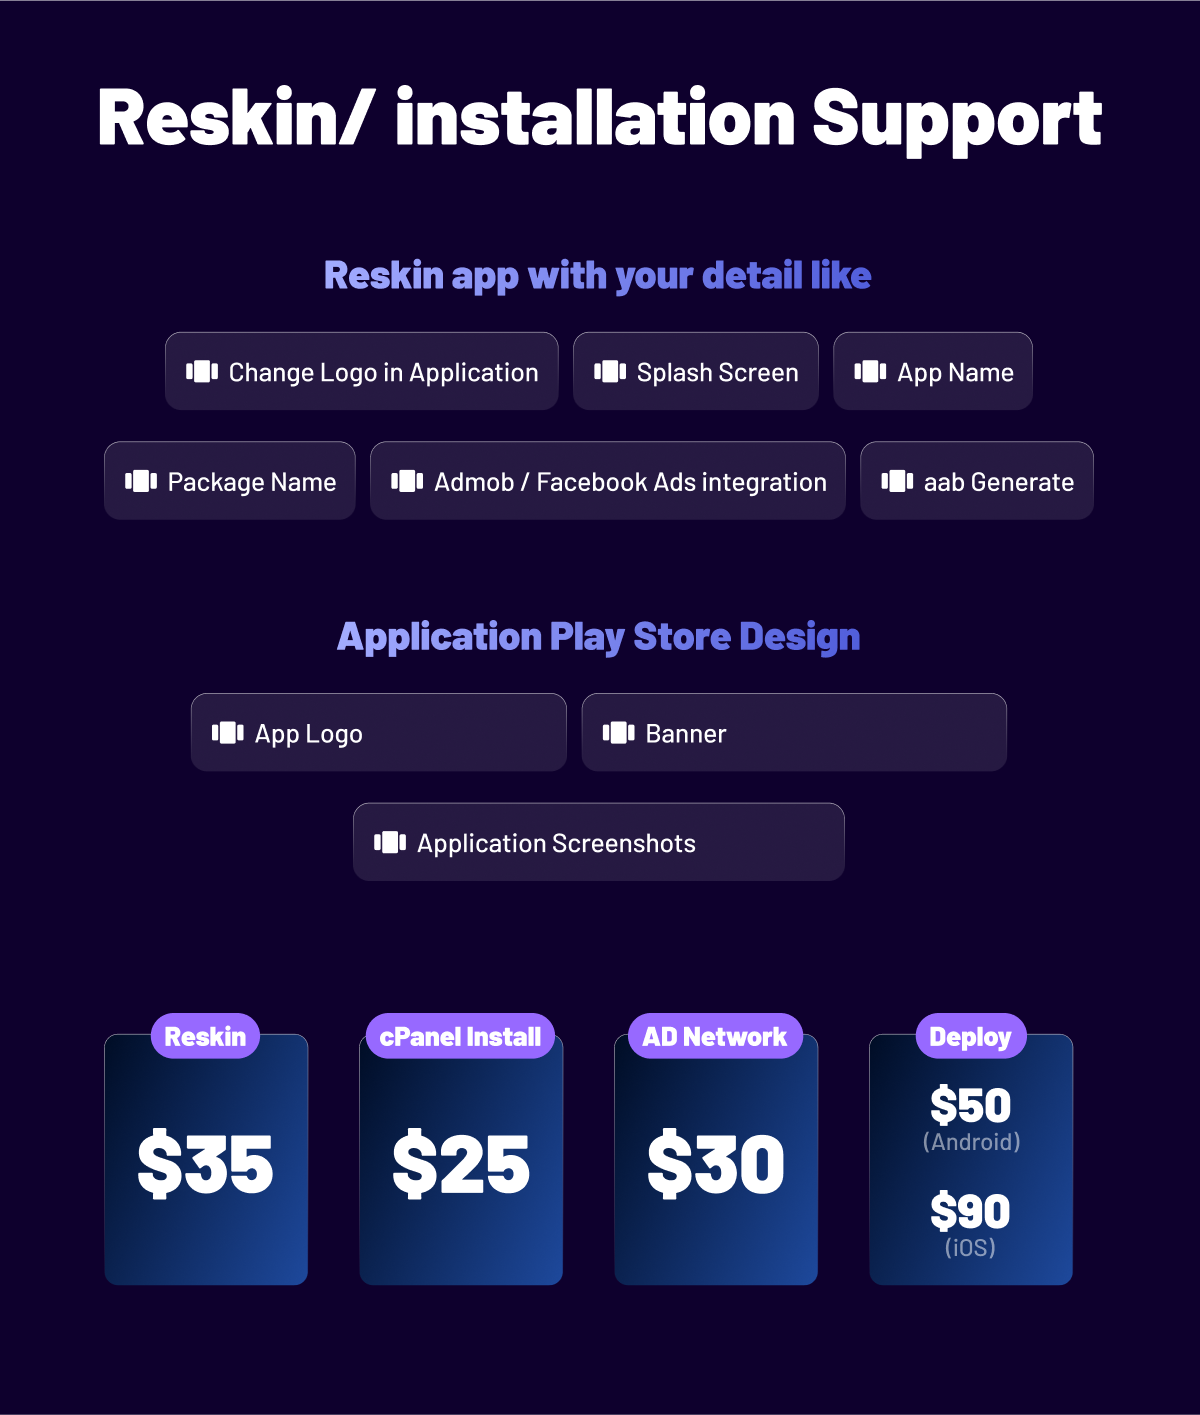 Reskin/ installation Support
Reskin app with your detail like
Change Logo in Application
Splash Screen
App Name
Package Name
Admob / Facebook Ads integration
aab Generate
Application Play Store Design
App Logo
Banner
Application Screenshots
Reskin
$35
cPanel Install
$25
AD Network
$30
Deploy
$50
(Android)
$90
(iOS)